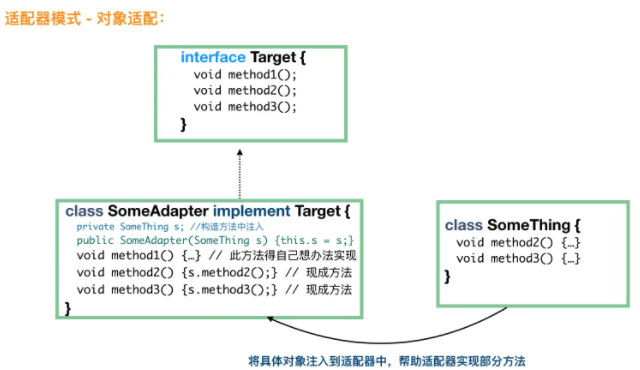 适配器模式 - 对象适配:
interface Target {
void method1();
void method2();
void method3();
}
class SomeAdapter implement Target {
private SomeThing s; //构造方法中注入
public SomeAdapter(SomeThing s) {this.s = s;}
void method1() {…} // 此方法得自己想办法实现
void method2() {s.method2();} // 现成方法
void method3() {s.method3();} // 现成方法
}
class SomeThing {
void method2() {…}
void method3() {…}
}
将具体对象注入到适配器中，帮助适配器实现部分方法